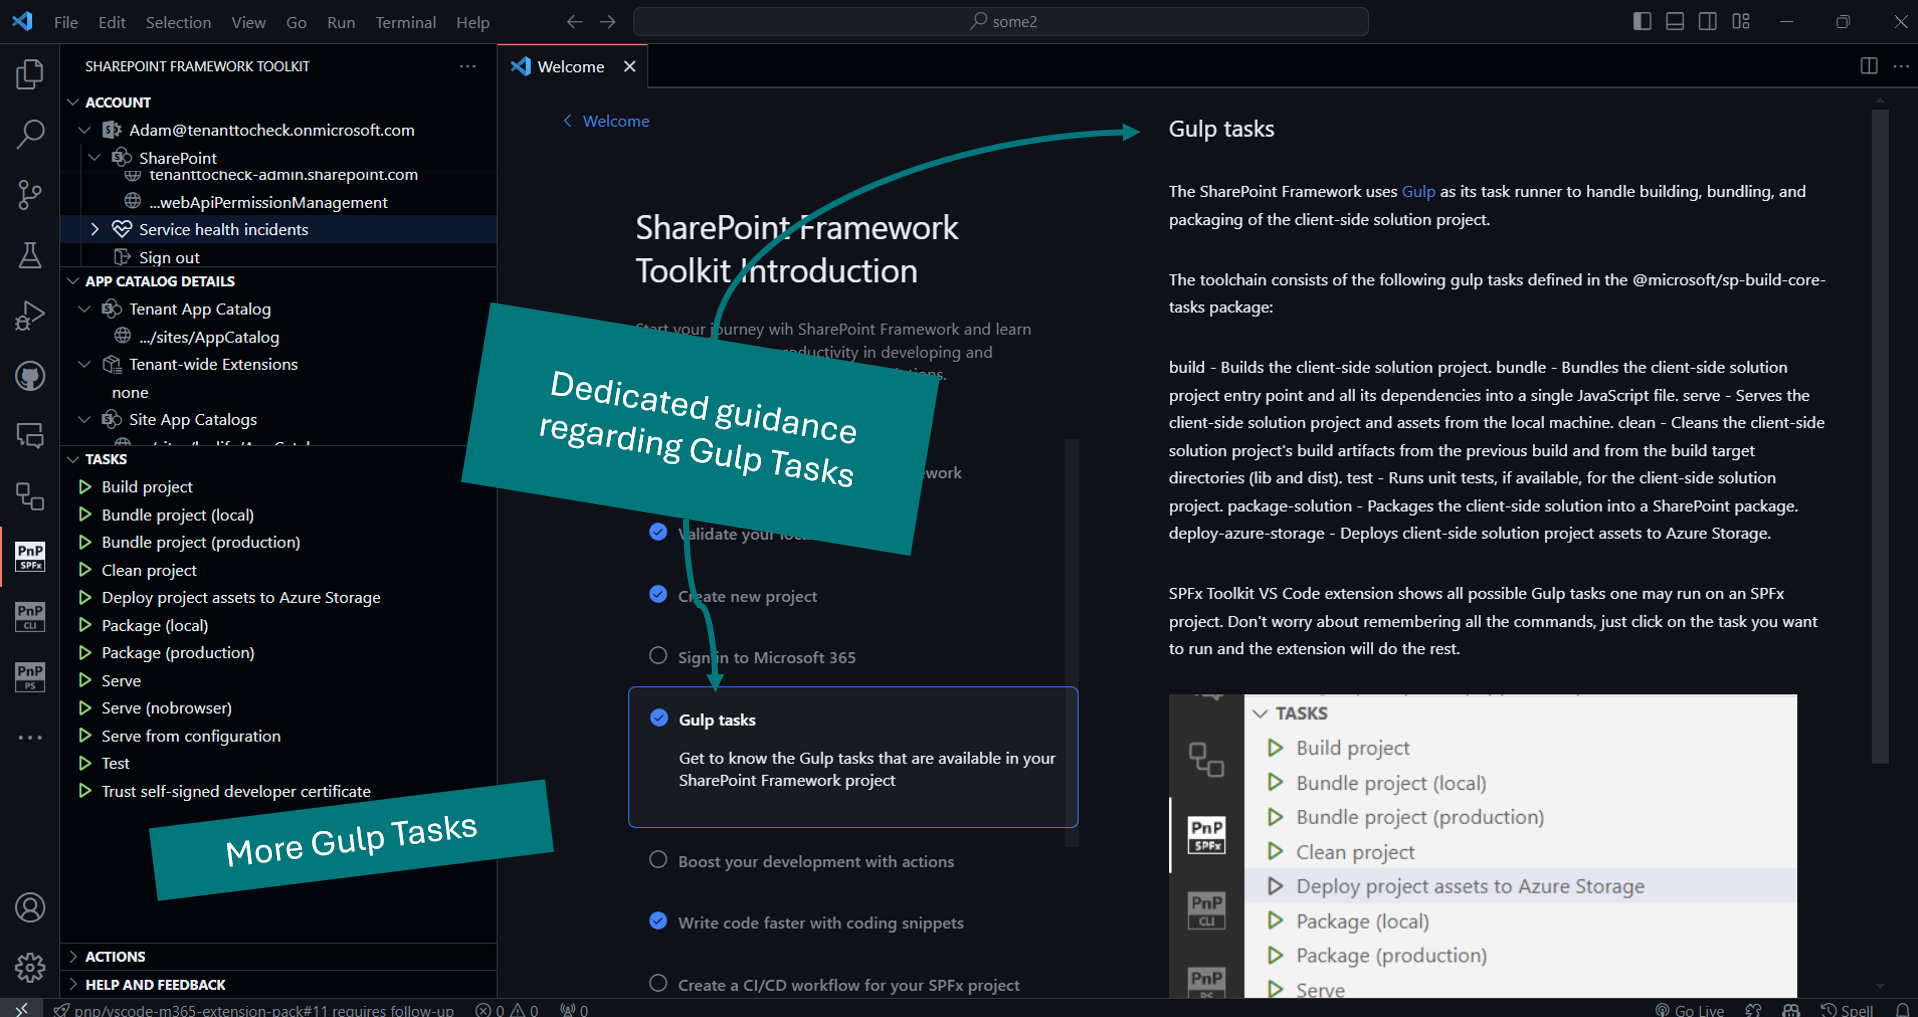 File Edit Selection View Go Run Terminal Help
some2
SHAREPOINT FRAMEWORK TOOLKIT
ACCOUNT
Adam@tenanttocheck.onmicrosoft.com
SharePoint
tenanttocheck-admin.sharepoint.com
...webApiPermissionManagement
Service health incidents
Sign out
APP CATALOG DETAILS
Tenant App Catalog
.../sites/AppCatalog
Tenant-wide Extensions
none
Site App Catalogs
TASKS
Build project
Bundle project (local)
Bundle project (production)
Clean project
Deploy project assets to Azure Storage
Package (local)
Package (production)
Serve
Serve (nobrowser)
Serve from configuration
Test
Trust self-signed developer certificate
More Gulp Tasks
ACTIONS
HELP AND FEEDBACK
PnP
SPFx
PnP
CLI
PnP
PS
Welcome
Welcome
SharePoint Framework
Toolkit Introduction
Start your journey wih SharePoint Framework and learn
productivity in developing and
Dedicated guidance
regarding Gulp Tasks
Validate your
Create new project
Sign in to Microsoft 365
Gulp tasks
Get to know the Gulp tasks that are available in your
SharePoint Framework project
Boost your development with actions
Write code faster with coding snippets
Create a CI/CD workflow for your SPFx project
Gulp tasks
The SharePoint Framework uses Gulp as its task runner to handle building, bundling, and
packaging of the client-side solution project.
The toolchain consists of the following gulp tasks defined in the @microsoft/sp-build-core-
tasks package:
build - Builds the client-side solution project. bundle - Bundles the client-side solution
project entry point and all its dependencies into a single JavaScript file. serve - Serves the
client-side solution project and assets from the local machine. clean - Cleans the client-side
solution project's build artifacts from the previous build and from the build target
directories (lib and dist). test - Runs unit tests, if available, for the client-side solution
project. package-solution - Packages the client-side solution into a SharePoint package.
deploy-azure-storage - Deploys client-side solution project assets to Azure Storage.
SPFx Toolkit VS Code extension shows all possible Gulp tasks one may run on an SPFx
project. Don't worry about remembering all the commands, just click on the task you want
to run and the extension will do the rest.
TASKS
Build project
Bundle project (local)
Bundle project (production)
Clean project
Deploy project assets to Azure Storage
Package (local)
Package (production)
Serve
PnP
SPFx
PnP
CLI
PnP
pnp/vscode-m365-extension-pack#11 requires follow-up 0 0 0
Go Live Spell